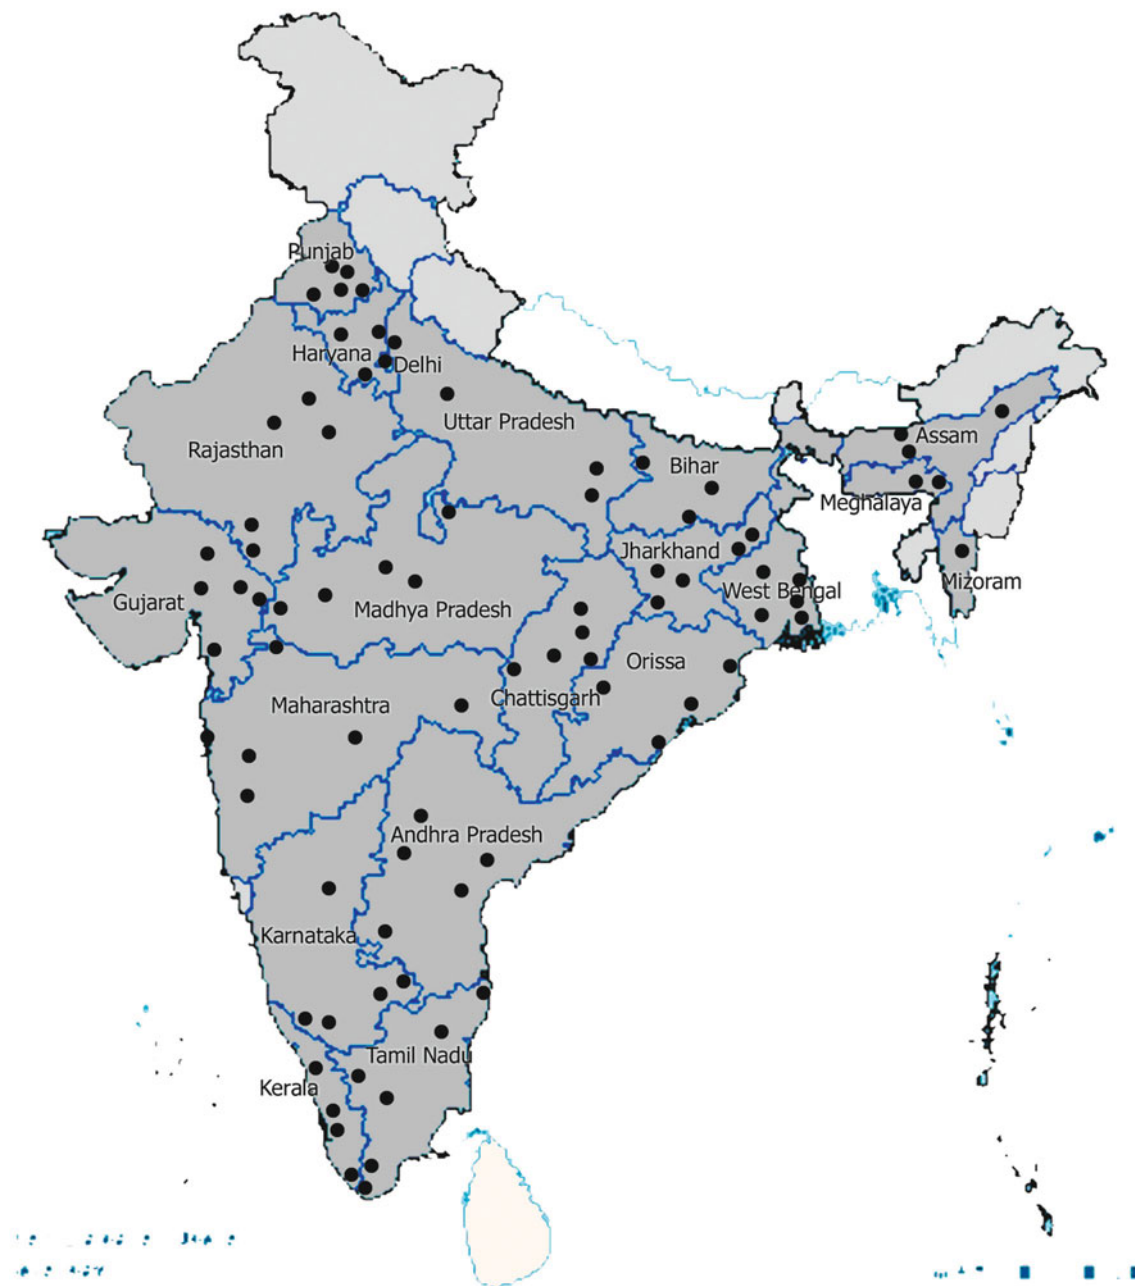 Punjab
Haryana
Delhi
Uttar Pradesh
Rajasthan
Bihar
Assam
Meghalaya
Jharkhand
West Bengal
Mizoram
Gujarat
Madhya Pradesh
Orissa
Chattisgarh
Maharashtra
Andhra Pradesh
Karnataka
Tamil Nadu
Kerala